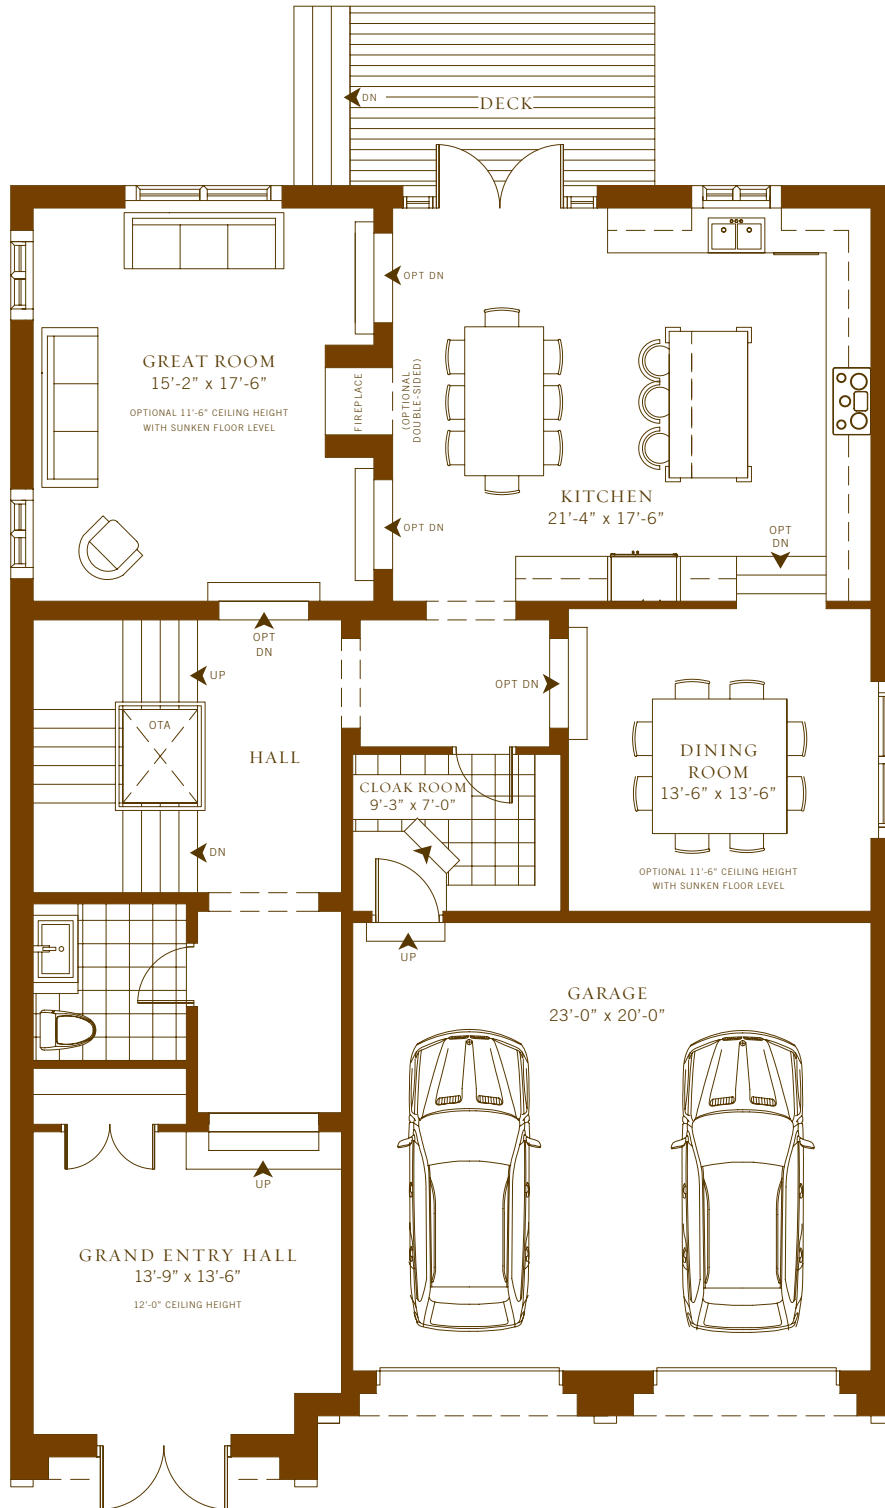 DN
DECK
OPT DN
GREAT ROOM
15'-2" x 17'-6"
OPTIONAL 11'-6" CEILING HEIGHT
WITH SUNKEN FLOOR LEVEL
FIREPLACE
(OPTIONAL
DOUBLE-SIDED)
KITCHEN
21'-4" x 17'-6"
OPT DN
OPT
DN
OPT
DN
UP
OPT DN
OTA
HALL
DINING
ROOM
13'-6" x 13'-6"
CLOAK ROOM
9'-3" x 7'-0"
DN
OPTIONAL 11'-6" CEILING HEIGHT
WITH SUNKEN FLOOR LEVEL
UP
GARAGE
23'-0" x 20'-0"
UP
GRAND ENTRY HALL
13'-9" x 13'-6"
12'-0" CEILING HEIGHT